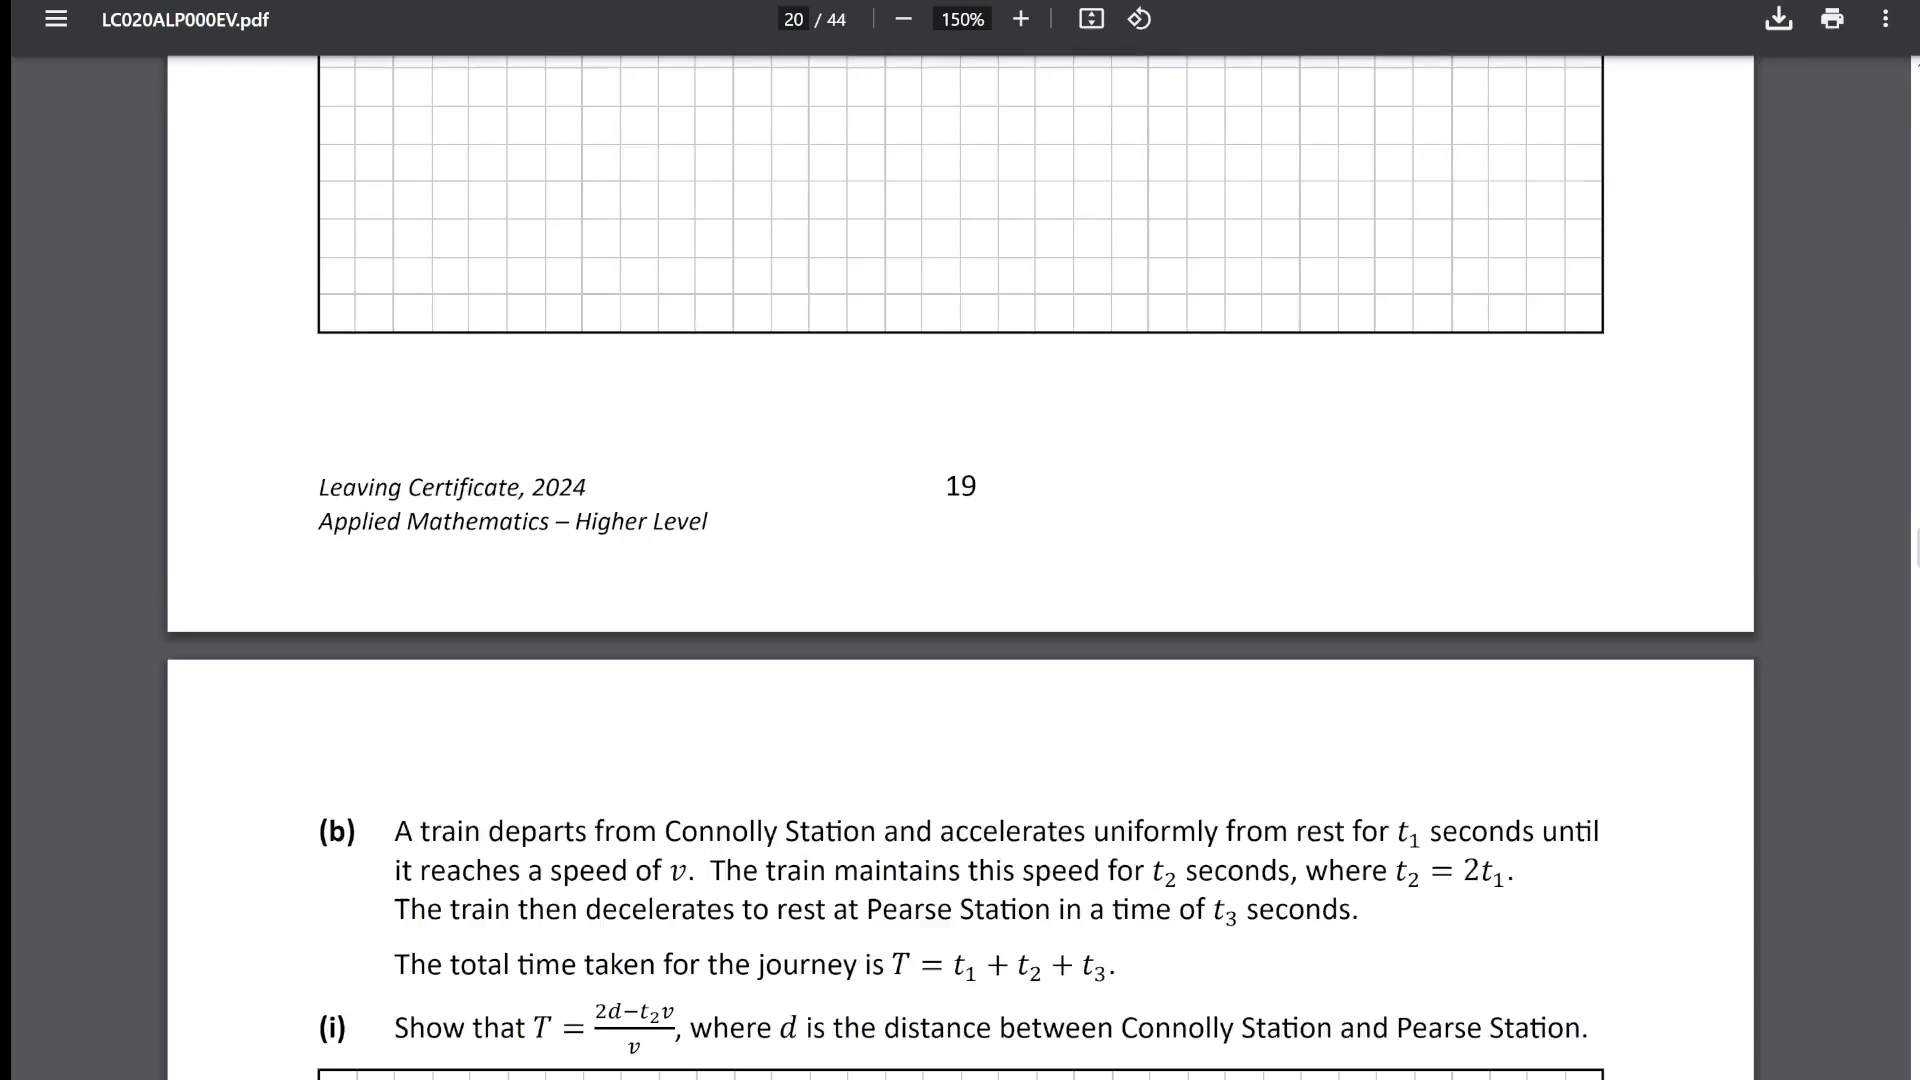 LC020ALP000EV.pdf
20 / 44
150%
Leaving Certificate, 2024
19
Applied Mathematics – Higher Level
(b) A train departs from Connolly Station and accelerates uniformly from rest for t₁ seconds until
it reaches a speed of v. The train maintains this speed for t₂ seconds, where t₂ = 2t₁.
The train then decelerates to rest at Pearse Station in a time of t₃ seconds.
The total time taken for the journey is T = t₁ + t₂ + t₃.
(i) Show that T = (2d−t₂v)/v, where d is the distance between Connolly Station and Pearse Station.